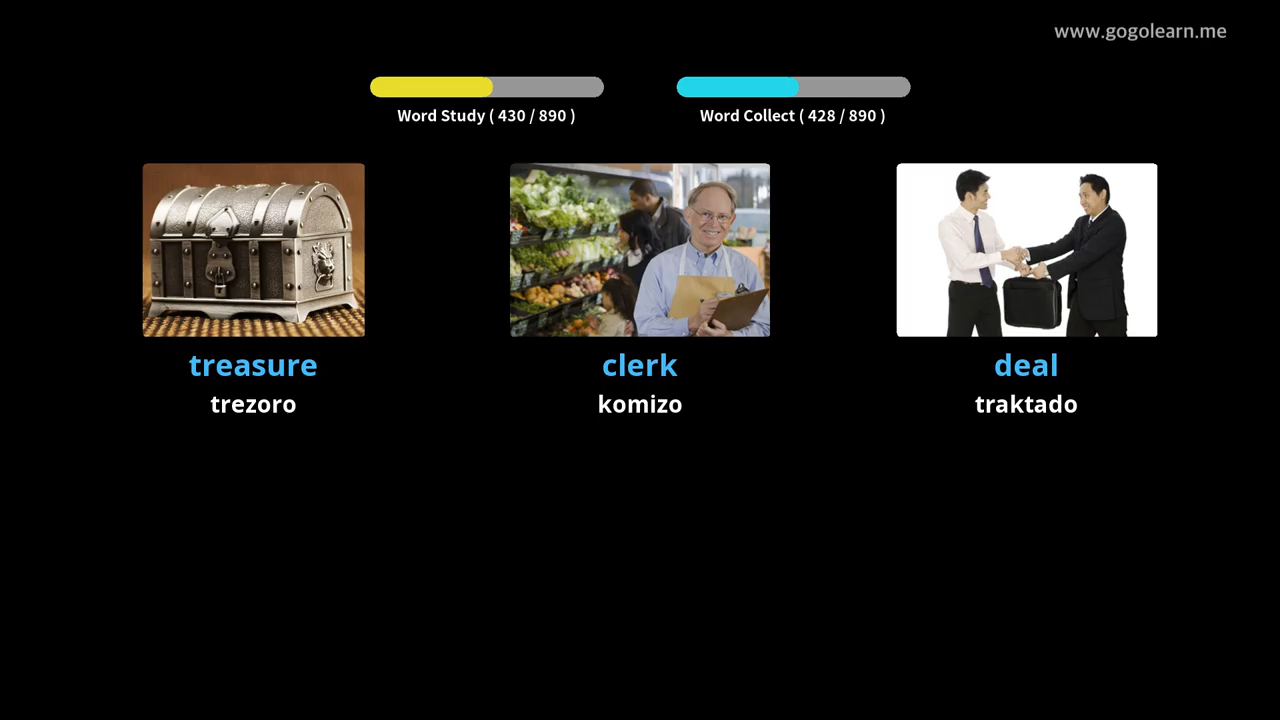 www.gogolearn.me
Word Study ( 430 / 890 )
Word Collect ( 428 / 890 )
treasure
trezoro
clerk
komizo
deal
traktado